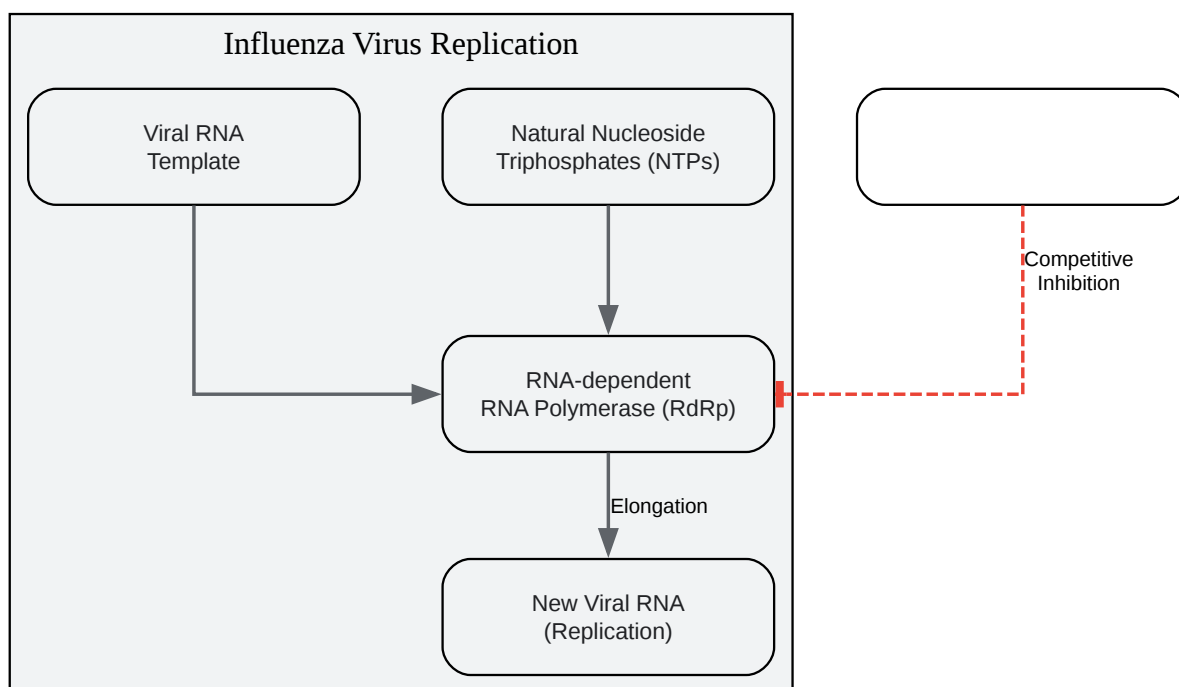 Influenza Virus Replication
Viral RNA
Template
Natural Nucleoside
Triphosphates (NTPs)
Competitive
Inhibition
RNA-dependent
RNA Polymerase (RdRp)
Elongation
New Viral RNA
(Replication)